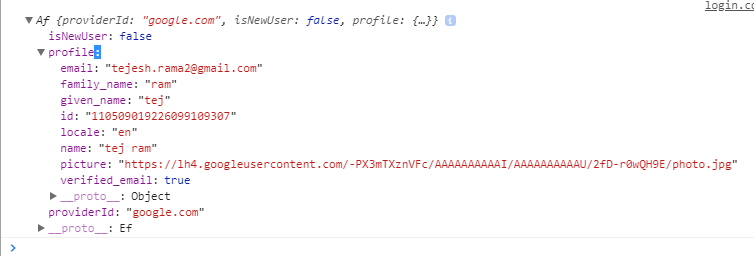 login.co
▼ Af {providerId: "google.com", isNewUser: false, profile: {…}} i
isNewUser: false
▼ profile:
email: "tejesh.rama2@gmail.com"
family_name: "ram"
given_name: "tej"
id: "110509019226099109307"
locale: "en"
name: "tej ram"
picture: "https://lh4.googleusercontent.com/-PX3mTXznVFc/AAAAAAAAAAI/AAAAAAAAAAU/2fD-r0wQH9E/photo.jpg"
verified_email: true
▶ __proto__: Object
providerId: "google.com"
▶ __proto__: Ef
>